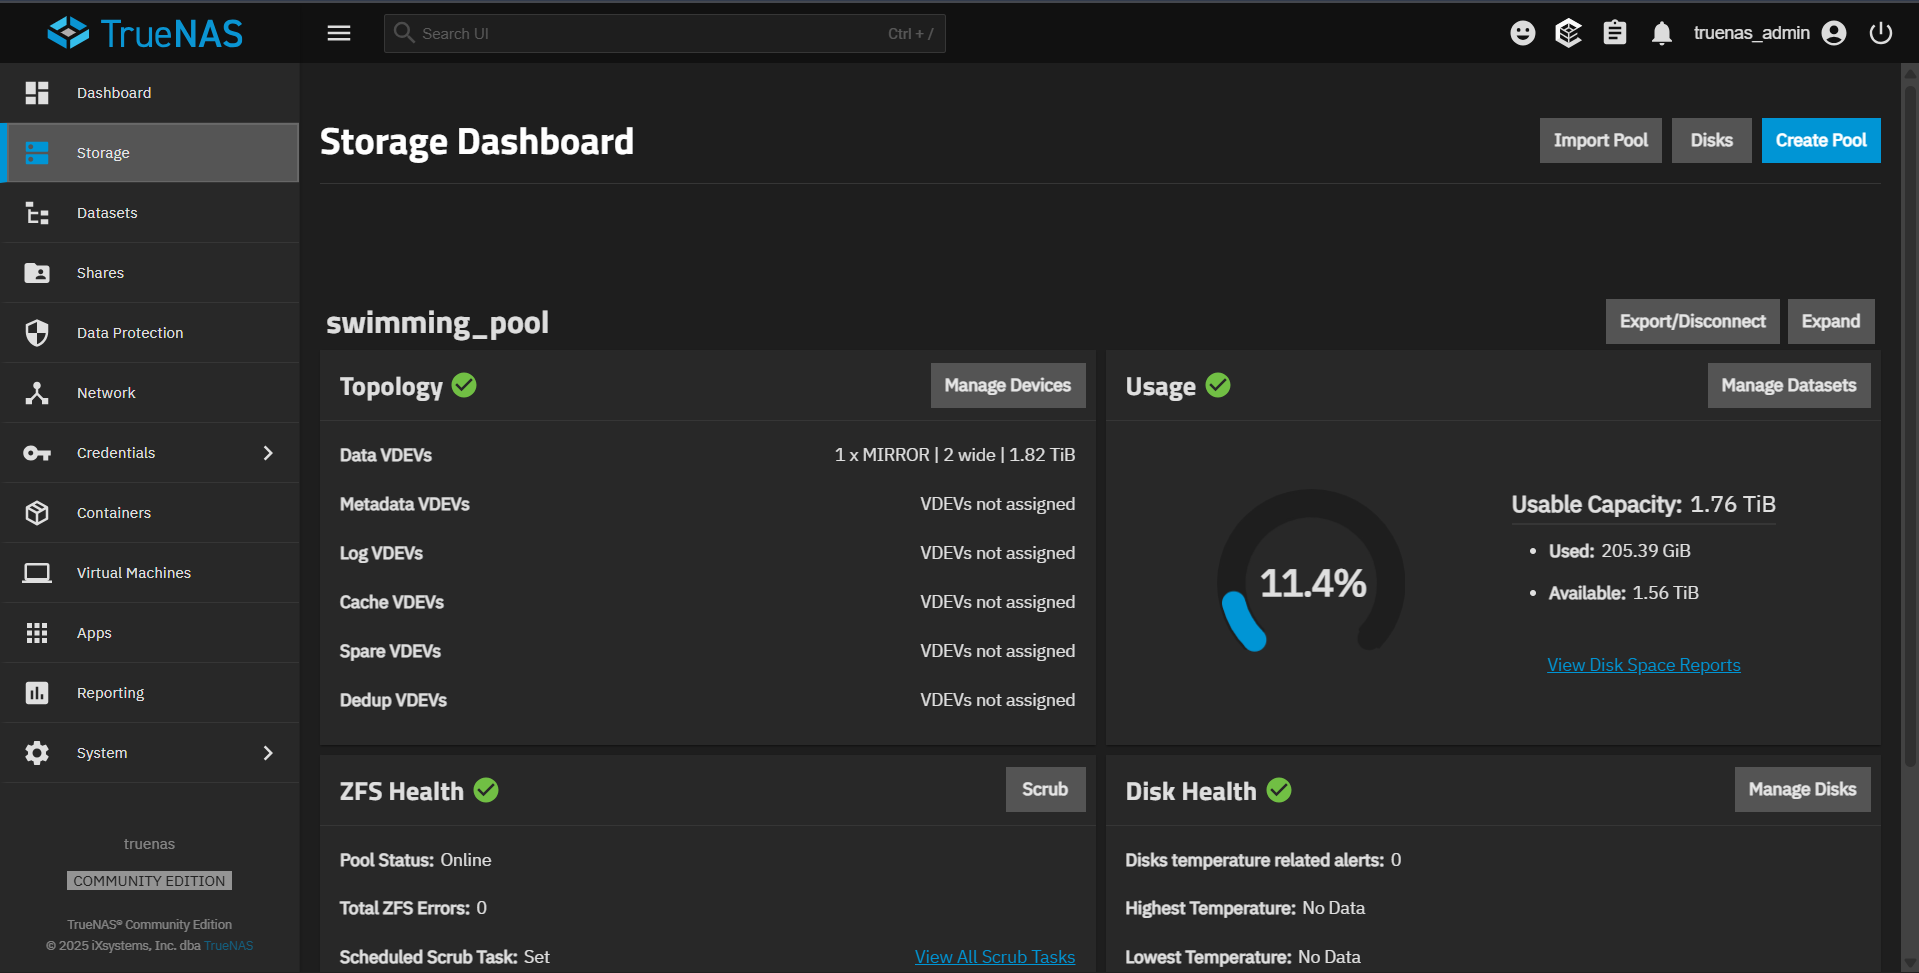 TrueNAS
Search UI
Ctrl + /
truenas_admin
Dashboard
Storage
Datasets
Shares
Data Protection
Network
Credentials
Containers
Virtual Machines
Apps
Reporting
System
truenas
COMMUNITY EDITION
TrueNAS® Community Edition
© 2025 iXsystems, Inc. dba TrueNAS
Storage Dashboard
Import Pool
Disks
Create Pool
swimming_pool
Export/Disconnect
Expand
Topology
Manage Devices
Data VDEVs 1 x MIRROR | 2 wide | 1.82 TiB
Metadata VDEVs VDEVs not assigned
Log VDEVs VDEVs not assigned
Cache VDEVs VDEVs not assigned
Spare VDEVs VDEVs not assigned
Dedup VDEVs VDEVs not assigned
Usage
Manage Datasets
11.4%
Usable Capacity: 1.76 TiB
• Used: 205.39 GiB
• Available: 1.56 TiB
View Disk Space Reports
ZFS Health
Scrub
Pool Status: Online
Total ZFS Errors: 0
Scheduled Scrub Task: Set View All Scrub Tasks
Disk Health
Manage Disks
Disks temperature related alerts: 0
Highest Temperature: No Data
Lowest Temperature: No Data